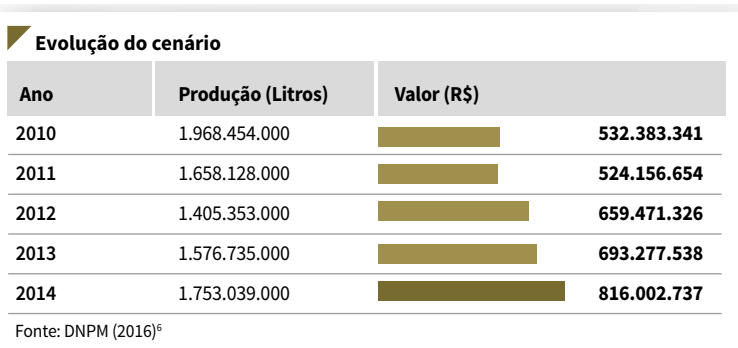 Evolução do cenário
Ano Produção (Litros) Valor (R$)
2010 1.968.454.000 532.383.341
2011 1.658.128.000 524.156.654
2012 1.405.353.000 659.471.326
2013 1.576.735.000 693.277.538
2014 1.753.039.000 816.002.737
Fonte: DNPM (2016)⁶